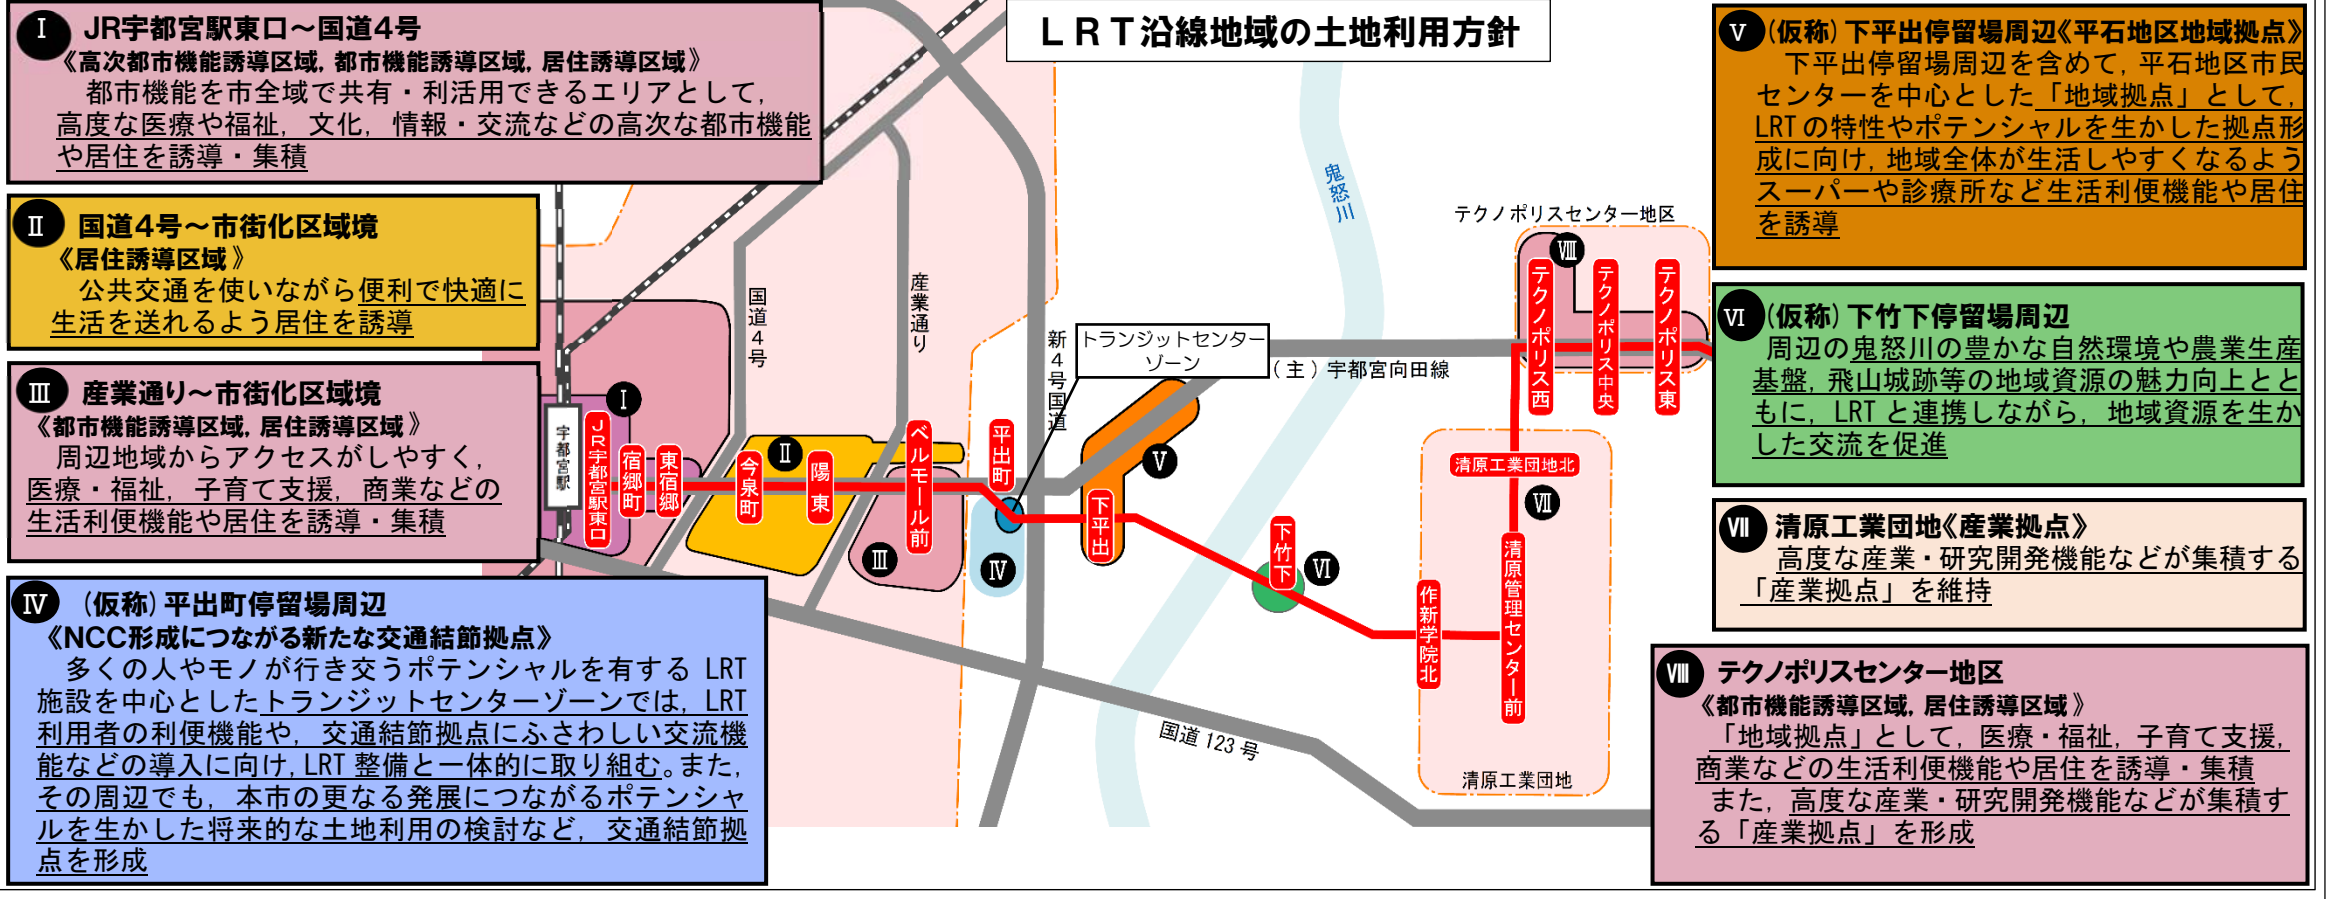 LRT沿線地域の土地利用方針
Ⅰ JR宇都宮駅東口～国道4号
《高次都市機能誘導区域，都市機能誘導区域，居住誘導区域》
都市機能を市全域で共有・利活用できるエリアとして，
高度な医療や福祉，文化，情報・交流などの高次な都市機能
や居住を誘導・集積
Ⅱ 国道4号～市街化区域境
《居住誘導区域》
公共交通を使いながら便利で快適に
生活を送れるよう居住を誘導
Ⅲ 産業通り～市街化区域境
《都市機能誘導区域，居住誘導区域》
周辺地域からアクセスがしやすく，
医療・福祉，子育て支援，商業などの
生活利便機能や居住を誘導・集積
Ⅳ （仮称）平出町停留場周辺
《NCC形成につながる新たな交通結節拠点》
多くの人やモノが行き交うポテンシャルを有する LRT
施設を中心としたトランジットセンターゾーンでは，LRT
利用者の利便機能や，交通結節拠点にふさわしい交流機
能などの導入に向け，LRT 整備と一体的に取り組む。また，
その周辺でも，本市の更なる発展につながるポテンシャ
ルを生かした将来的な土地利用の検討など，交通結節拠
点を形成
Ⅴ （仮称）下平出停留場周辺《平石地区地域拠点》
下平出停留場周辺を含めて，平石地区市民
センターを中心とした「地域拠点」として，
LRTの特性やポテンシャルを生かした拠点形
成に向け，地域全体が生活しやすくなるよう
スーパーや診療所など生活利便機能や居住
を誘導
Ⅵ （仮称）下竹下停留場周辺
周辺の鬼怒川の豊かな自然環境や農業生産
基盤，飛山城跡等の地域資源の魅力向上とと
もに，LRT と連携しながら，地域資源を生か
した交流を促進
Ⅶ 清原工業団地《産業拠点》
高度な産業・研究開発機能などが集積する
「産業拠点」を維持
Ⅷ テクノポリスセンター地区
《都市機能誘導区域，居住誘導区域》
「地域拠点」として，医療・福祉，子育て支援，
商業などの生活利便機能や居住を誘導・集積
また，高度な産業・研究開発機能などが集積す
る「産業拠点」を形成
鬼怒川
テクノポリスセンター地区
Ⅷ
テクノポリス西
テクノポリス中央
テクノポリス東
国道4号
産業通り
新4号国道
トランジットセンター
ゾーン
（主）宇都宮向田線
宇都宮駅
Ⅰ
JR宇都宮駅東口
宿郷町
東宿郷
今泉町
Ⅱ
陽東
ベルモール前
Ⅲ
平出町
Ⅳ
下平出
Ⅴ
下竹下
Ⅵ
作新学院北
清原管理センター前
Ⅶ
清原工業団地北
清原工業団地
国道 123 号